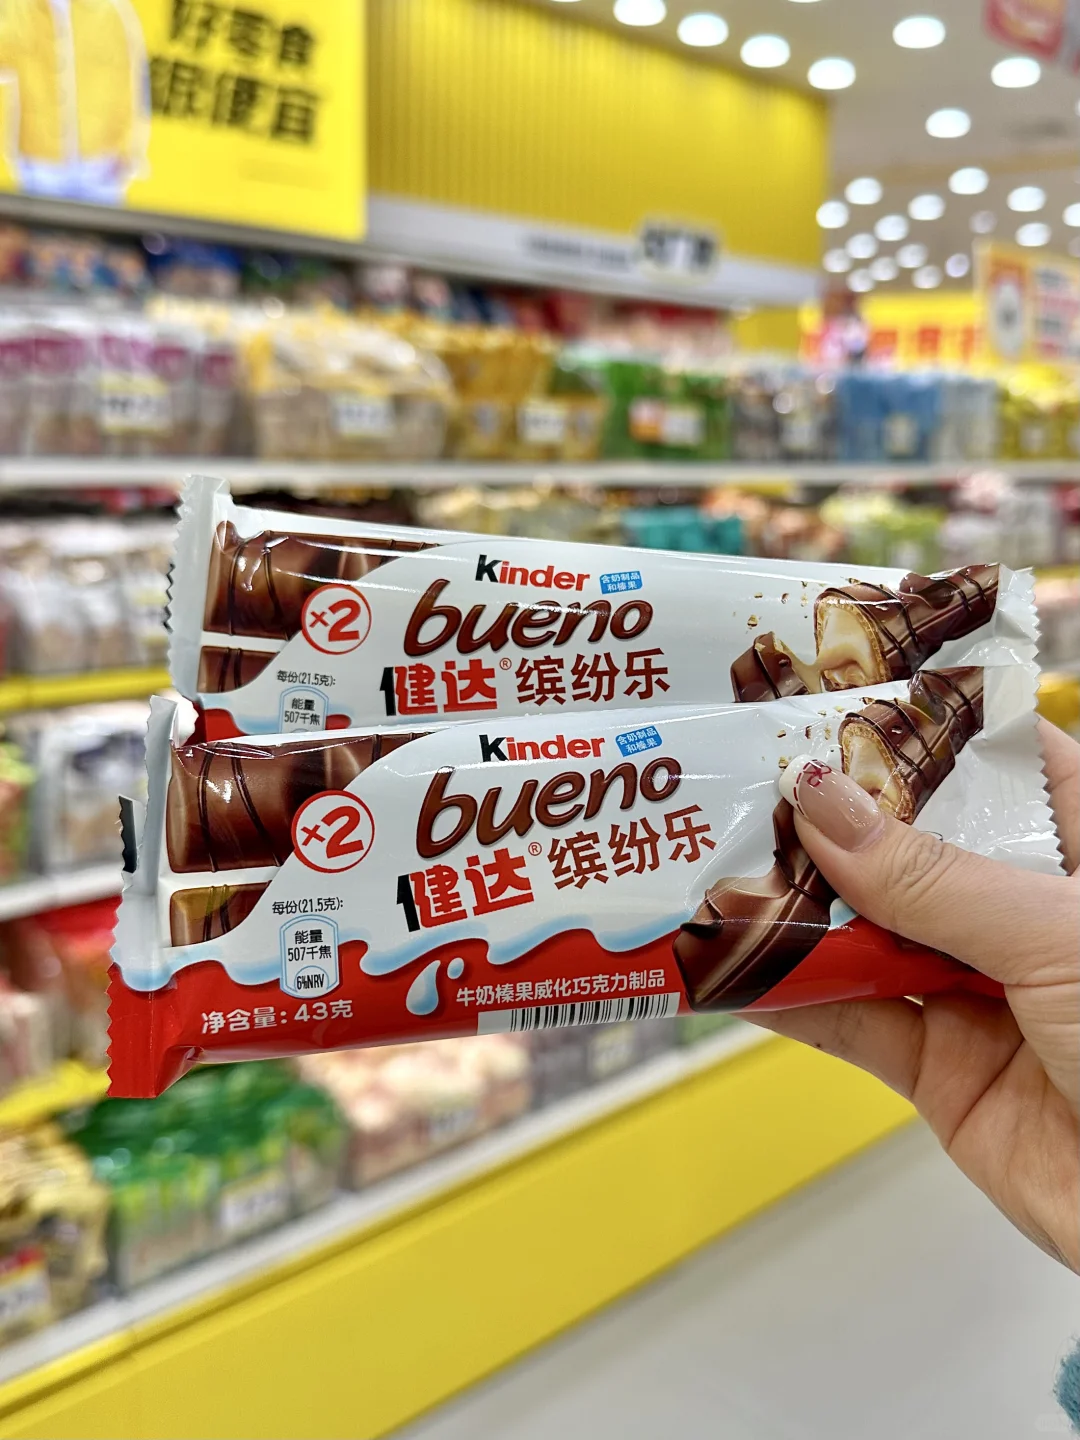 好零食
很便宜
Kinder
含奶制品
和榛果
bueno
×2
健达®缤纷乐
每份(21.5克):
能量
507千焦
Kinder
含奶制品
和榛果
bueno
×2
健达®缤纷乐
每份(21.5克):
能量
507千焦
6%NRV
净含量:43克
牛奶榛果威化巧克力制品